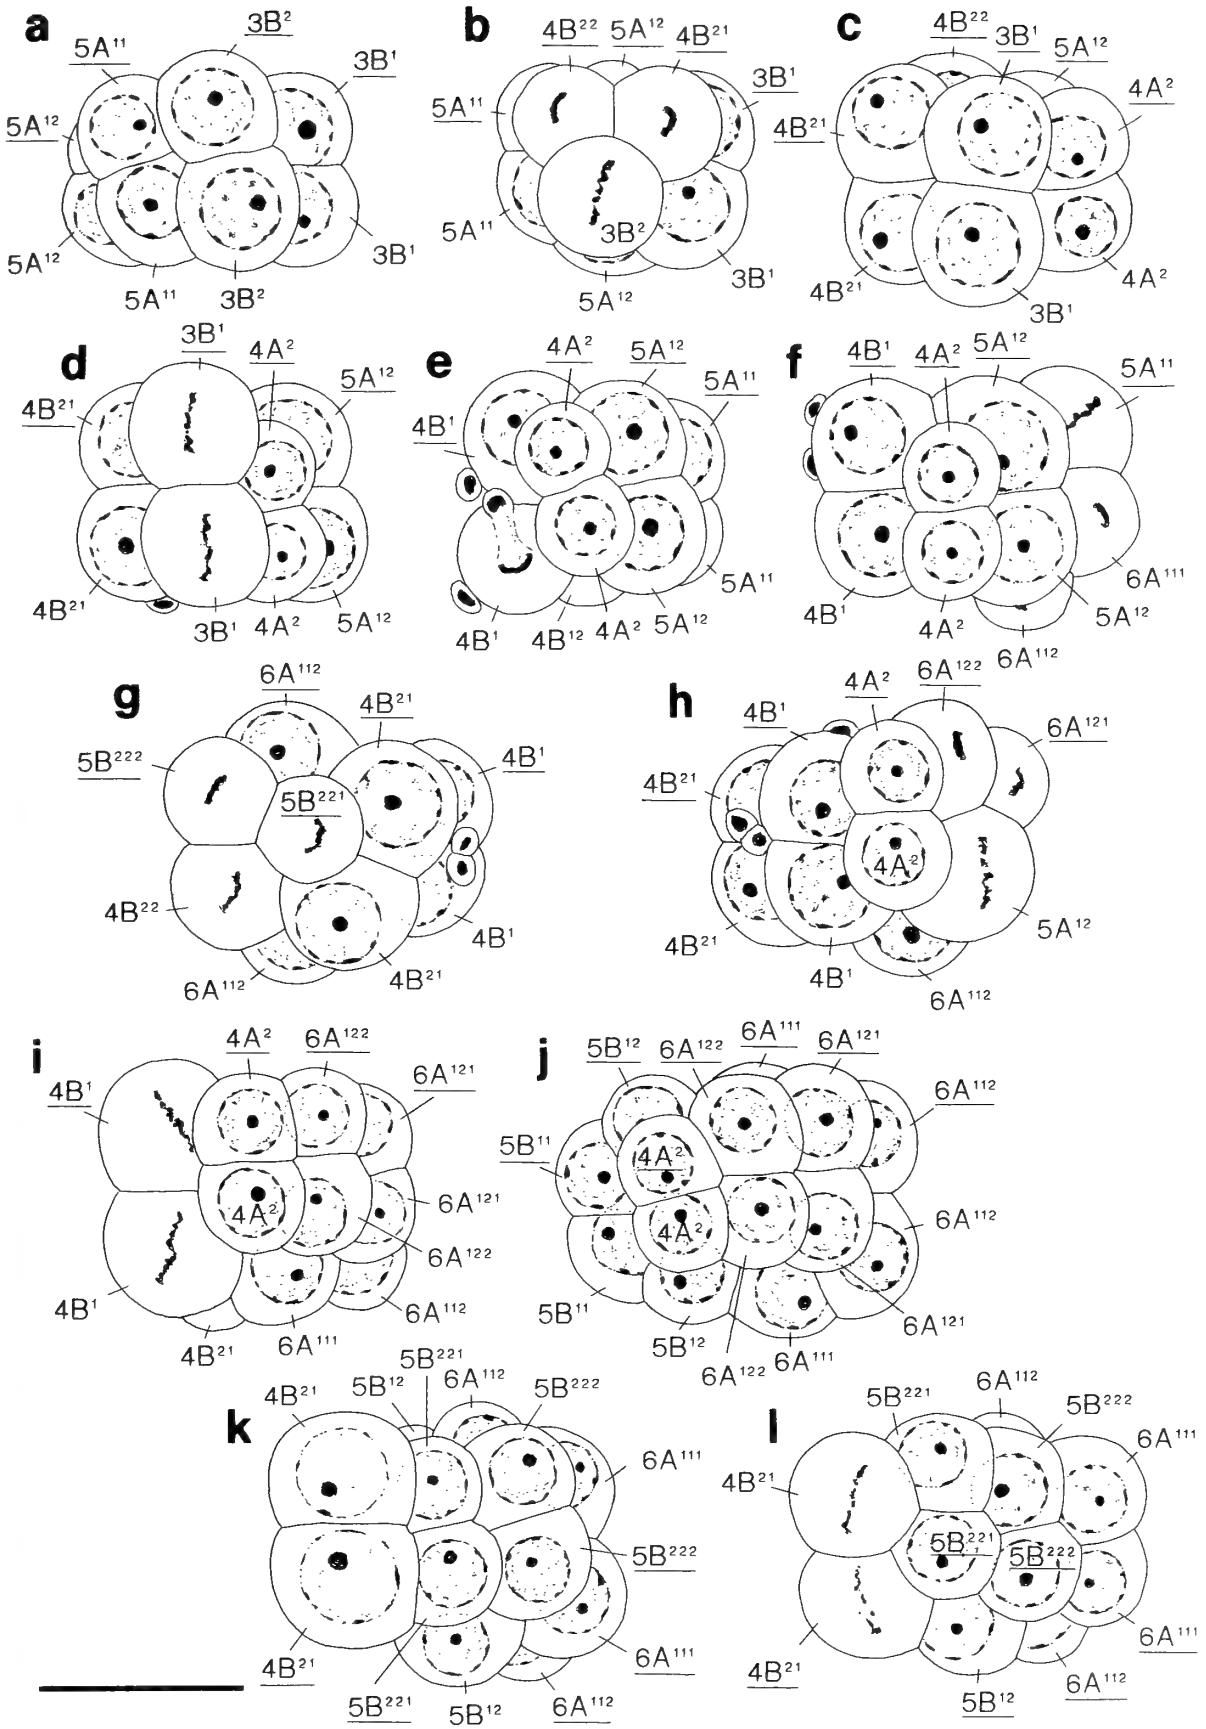 a
3B²
5A¹¹
3B¹
5A¹²
5A¹²
5A¹¹
3B²
3B¹
b
4B²²
5A¹²
4B²¹
3B¹
5A¹¹
5A¹¹
3B²
3B¹
5A¹²
c
4B²²
3B¹
5A¹²
4A²
4B²¹
4B²¹
3B¹
4A²
d
3B¹
4A²
5A¹²
4B²¹
4B²¹
3B¹
4A²
5A¹²
e
4A²
5A¹²
5A¹¹
4B¹
4B¹
4B¹²
4A²
5A¹²
5A¹¹
f
4B¹
4A²
5A¹²
5A¹¹
4B¹
4A²
6A¹¹²
5A¹²
6A¹¹¹
g
6A¹¹²
4B²¹
5B²²²
5B²²¹
4B¹
4B²²
6A¹¹²
4B²¹
4B¹
h
4B¹
4A²
6A¹²²
6A¹²¹
4B²¹
4A²
4B²¹
4B¹
6A¹¹²
5A¹²
i
4A²
6A¹²²
4B¹
6A¹²¹
4A²
6A¹²¹
6A¹²²
4B¹
4B²¹
6A¹¹¹
6A¹¹²
j
5B¹²
6A¹²²
6A¹¹¹
6A¹²¹
6A¹¹²
5B¹¹
4A²
4A²
6A¹¹²
5B¹¹
5B¹²
6A¹²²
6A¹¹¹
6A¹²¹
k
4B²¹
5B¹²
5B²²¹
6A¹¹²
5B²²²
6A¹¹¹
5B²²²
4B²¹
5B²²¹
5B¹²
6A¹¹²
6A¹¹¹
l
5B²²¹
6A¹¹²
5B²²²
6A¹¹¹
4B²¹
5B²²¹
5B²²²
4B²¹
5B¹²
6A¹¹²
6A¹¹¹